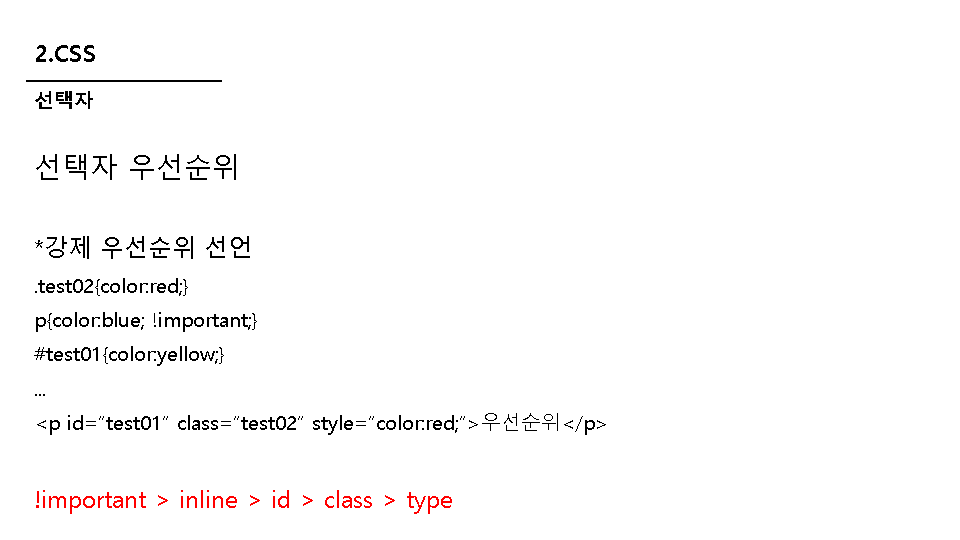 2.CSS
선택자
선택자 우선순위
*강제 우선순위 선언
.test02{color:red;}
p{color:blue; !important;}
#test01{color:yellow;}
...
<p id="test01" class="test02" style="color:red;">우선순위</p>
!important > inline > id > class > type